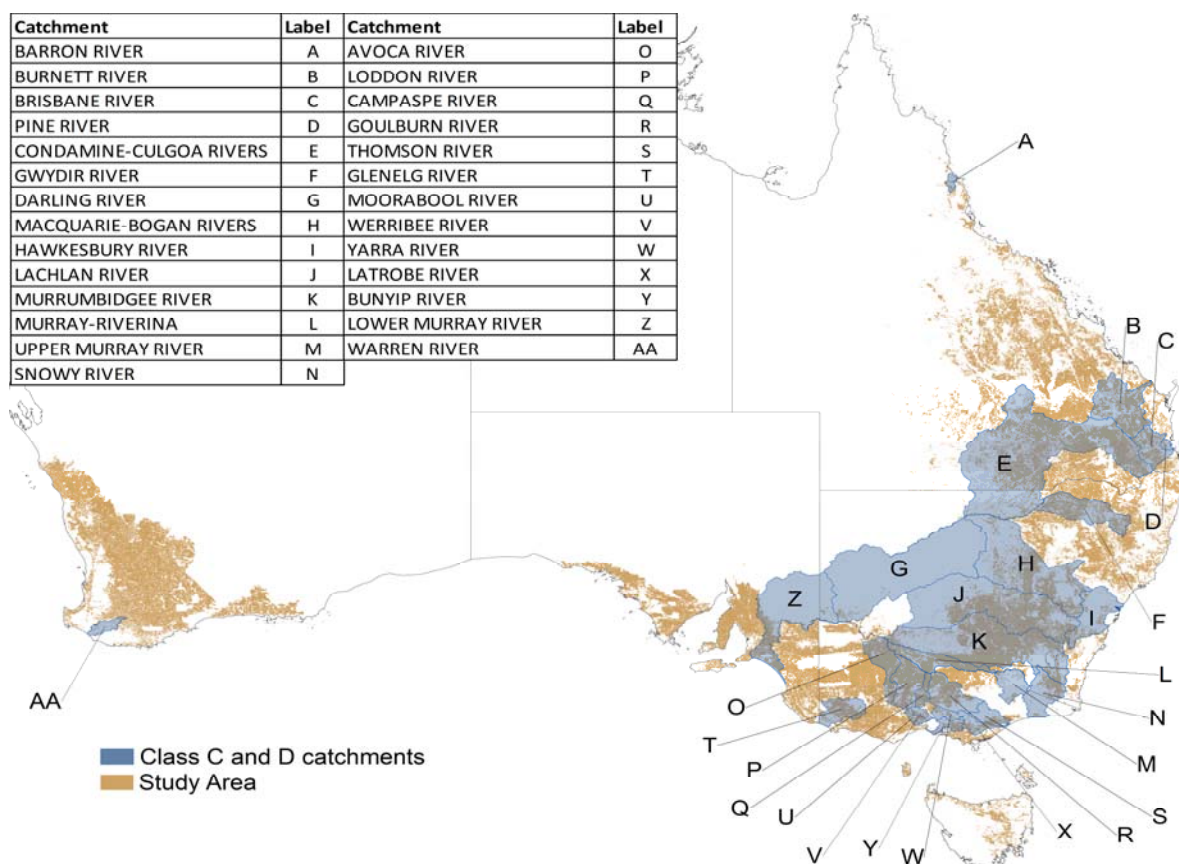 Catchment Label Catchment Label
BARRON RIVER A AVOCA RIVER O
BURNETT RIVER B LODDON RIVER P
BRISBANE RIVER C CAMPASPE RIVER Q
PINE RIVER D GOULBURN RIVER R
CONDAMINE-CULGOA RIVERS E THOMSON RIVER S
GWYDIR RIVER F GLENELG RIVER T
DARLING RIVER G MOORABOOL RIVER U
MACQUARIE-BOGAN RIVERS H WERRIBEE RIVER V
HAWKESBURY RIVER I YARRA RIVER W
LACHLAN RIVER J LATROBE RIVER X
MURRUMBIDGEE RIVER K BUNYIP RIVER Y
MURRAY-RIVERINA L LOWER MURRAY RIVER Z
UPPER MURRAY RIVER M WARREN RIVER AA
SNOWY RIVER N
A
B
C
E
D
G
H
Z
J
I
F
K
L
AA
O
N
T
M
P
Q
U
S
X
R
V
Y
W
Class C and D catchments
Study Area